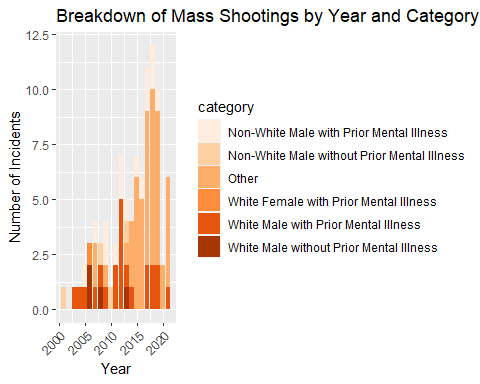 Breakdown of Mass Shootings by Year and Category
12.5
10.0
7.5
5.0
2.5
0.0
Number of Incidents
2000
2005
2010
2015
2020
Year
category
Non-White Male with Prior Mental Illness
Non-White Male without Prior Mental Illness
Other
White Female with Prior Mental Illness
White Male with Prior Mental Illness
White Male without Prior Mental Illness